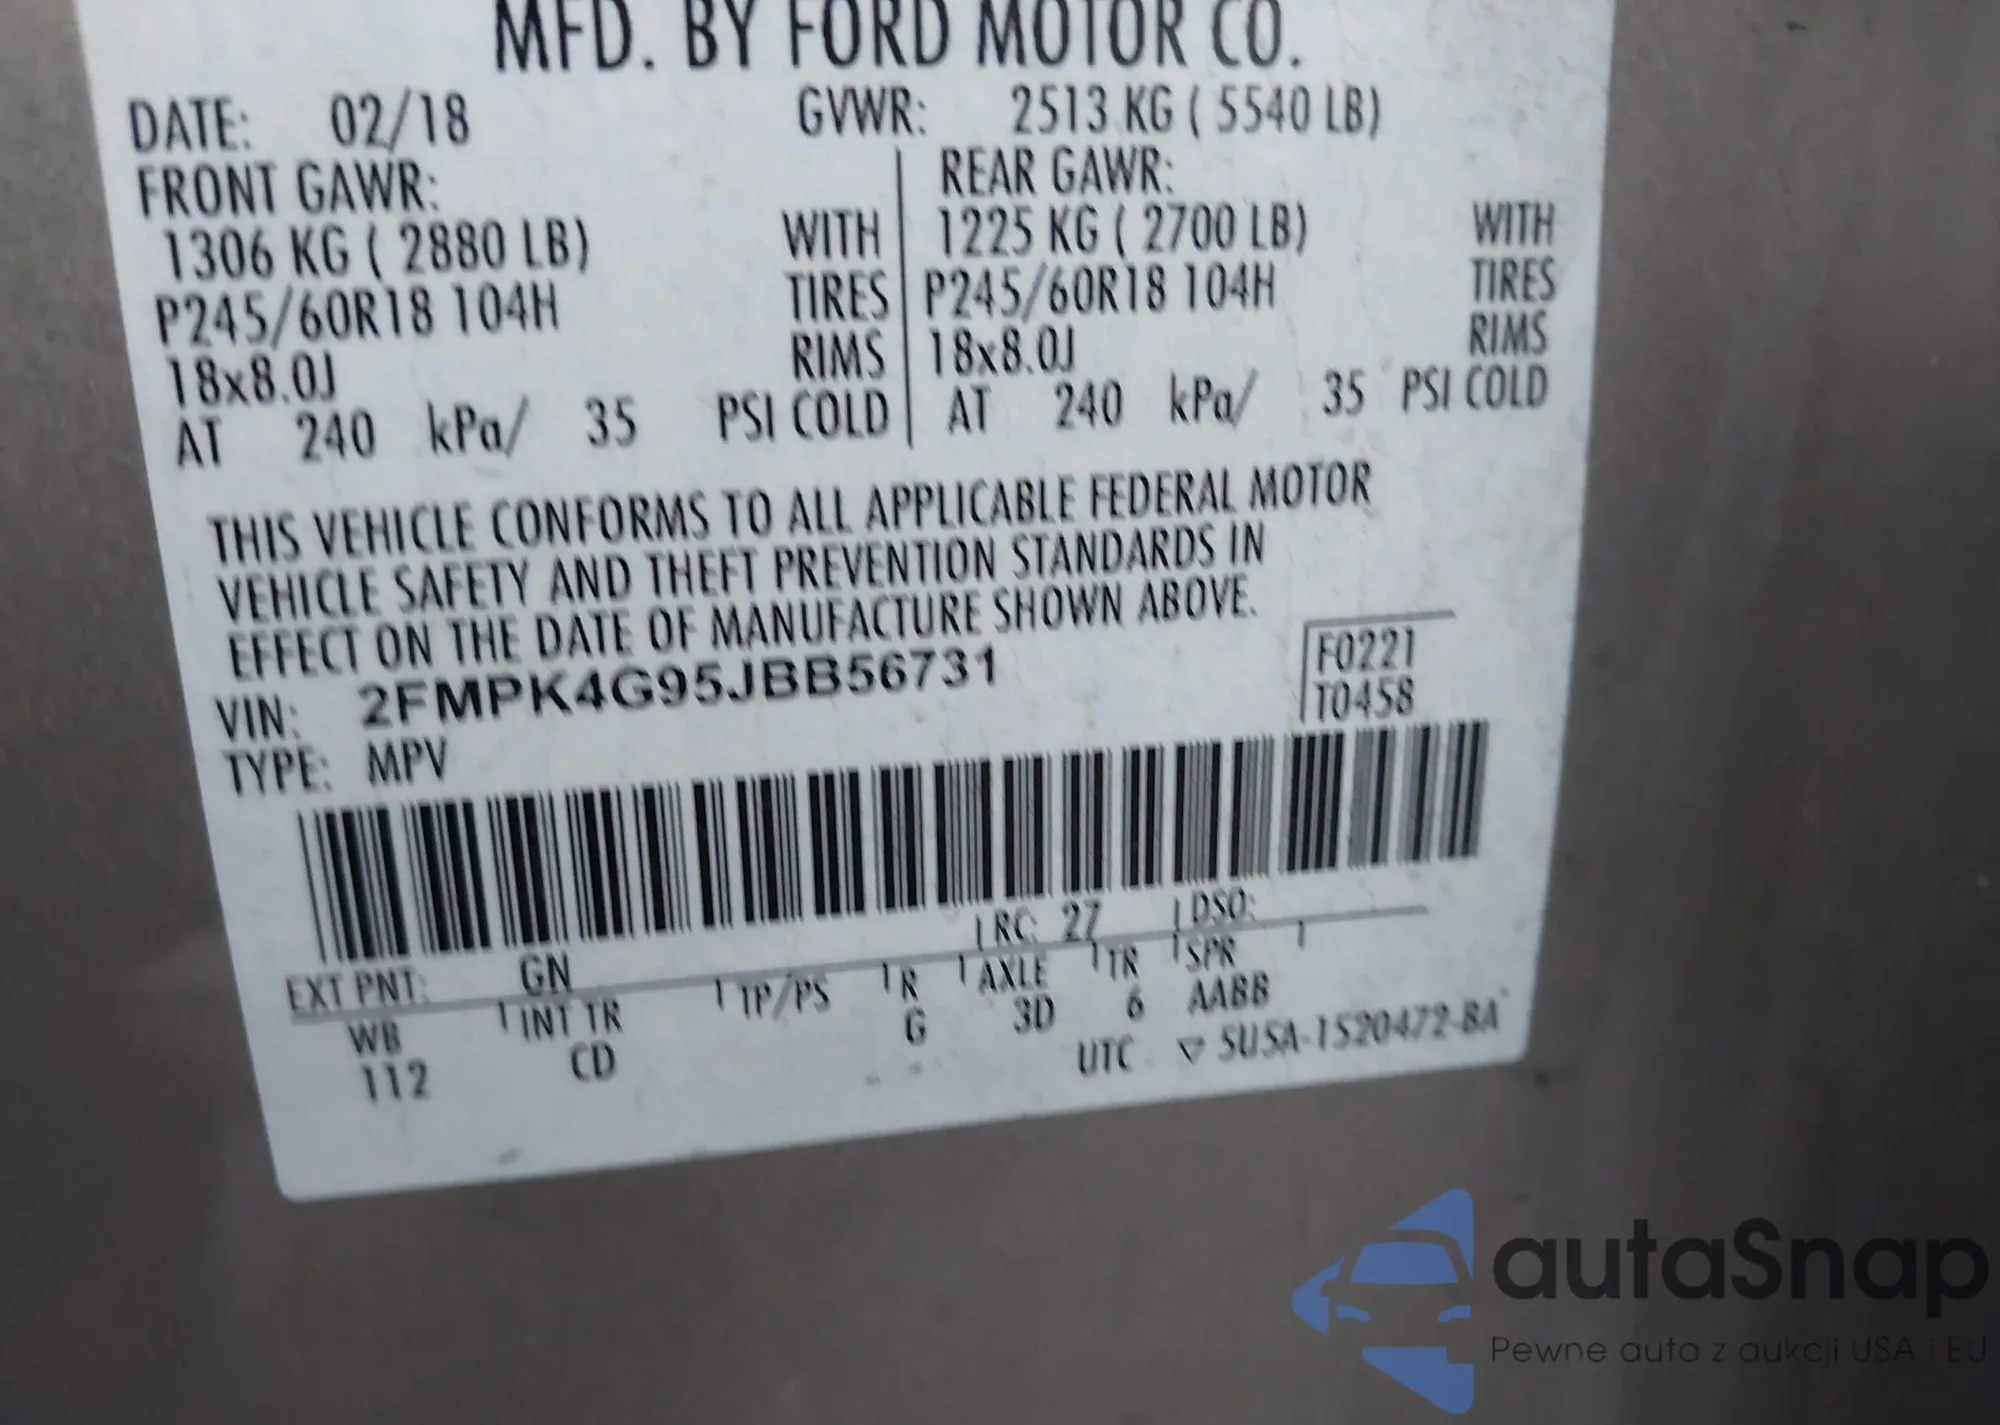 MFD. BY FORD MOTOR CO.
DATE: 02/18 GVWR: 2513 KG ( 5540 LB)
FRONT GAWR: REAR GAWR:
1306 KG ( 2880 LB) WITH 1225 KG ( 2700 LB) WITH
P245/60R18 104H TIRES P245/60R18 104H TIRES
18x8.0J RIMS 18x8.0J RIMS
AT 240 kPa/ 35 PSI COLD AT 240 kPa/ 35 PSI COLD
THIS VEHICLE CONFORMS TO ALL APPLICABLE FEDERAL MOTOR
VEHICLE SAFETY AND THEFT PREVENTION STANDARDS IN
EFFECT ON THE DATE OF MANUFACTURE SHOWN ABOVE.
VIN: 2FMPK4G95JBB56731 F0221
TYPE: MPV T0458
EXT PNT: GN RC: 27 DSO:
WB INT TR TP/PS R AXLE TR SPR
112 CD G 3D 6 AABB
UTC ▽ SU5A-1520472-BA
autaSnap
Pewne auta z aukcji USA i EU